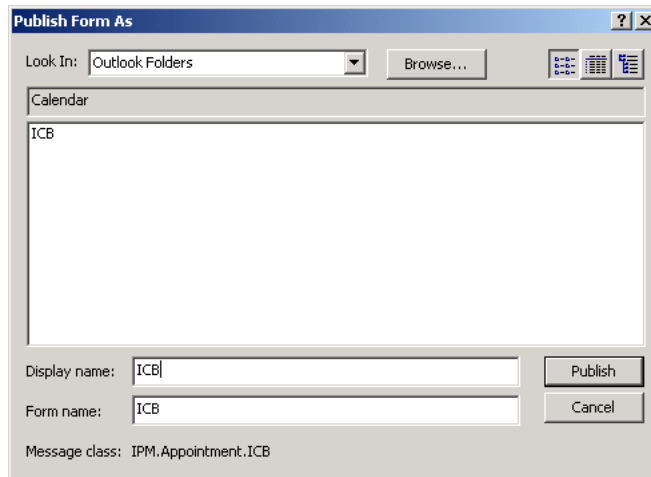 Publish Form As
Look In: Outlook Folders Browse...
Calendar
ICB
Display name: ICB Publish
Form name: ICB Cancel
Message class: IPM.Appointment.ICB